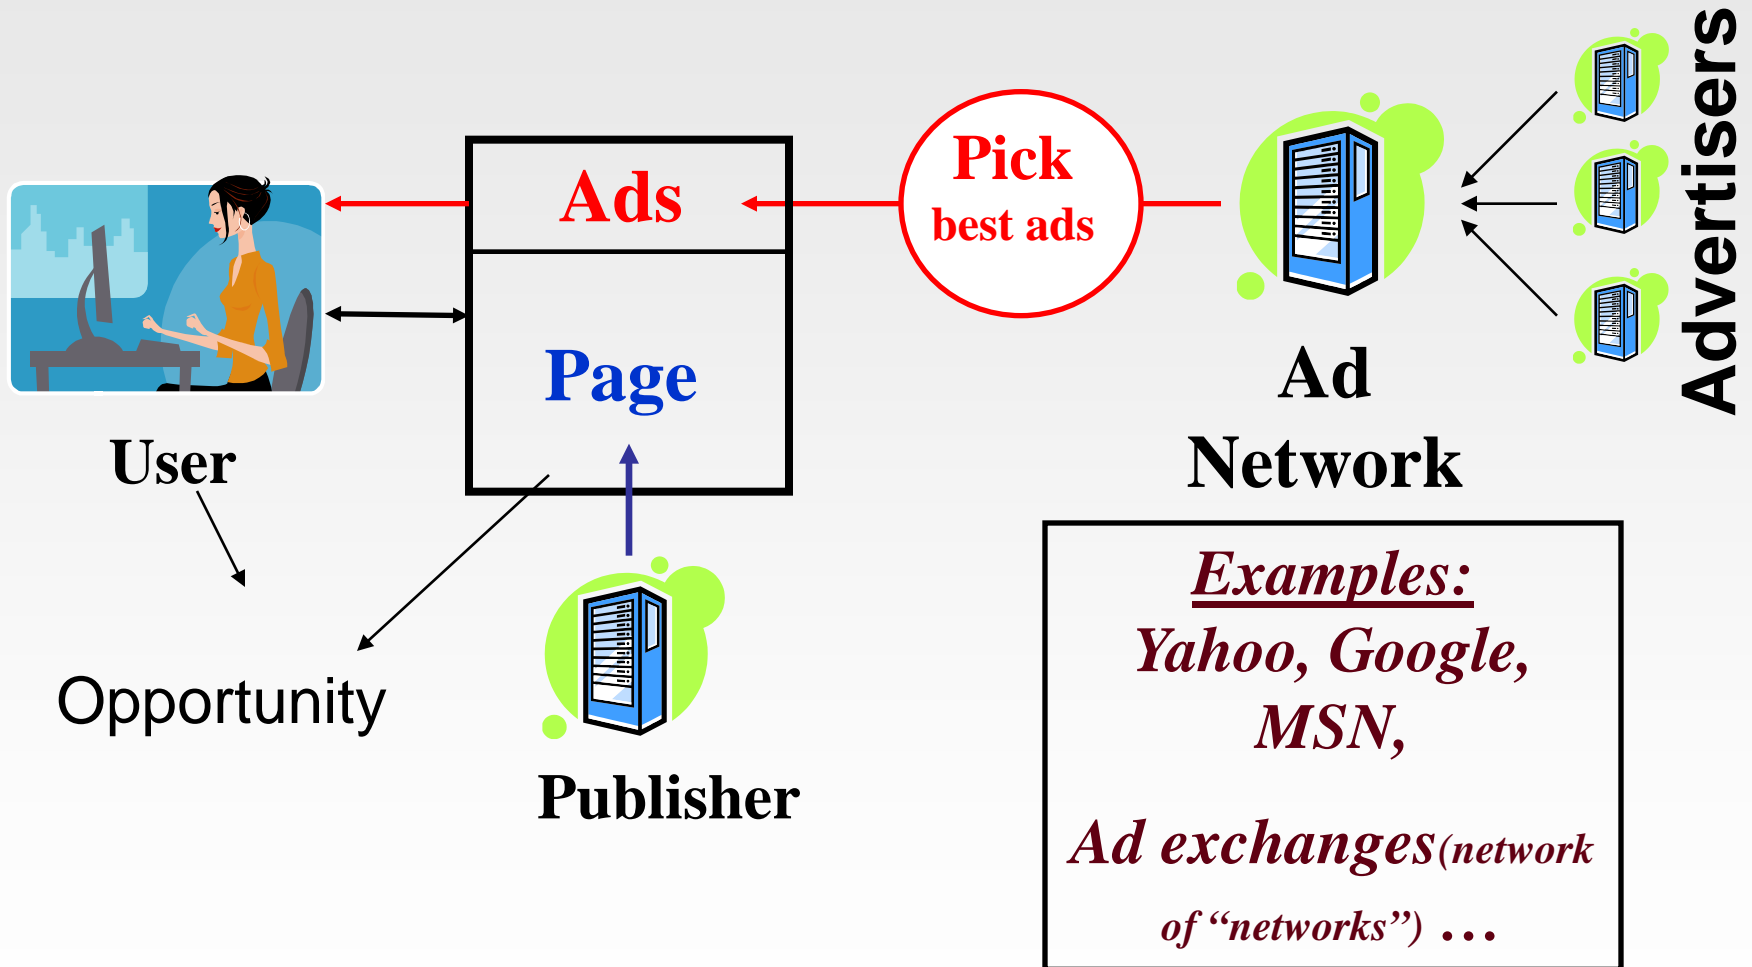 Advertisers
Pick
best ads
Ads
Page
User
Ad
Network
Opportunity
Publisher
Examples:
Yahoo, Google,
MSN,
Ad exchanges(network
of “networks”) …